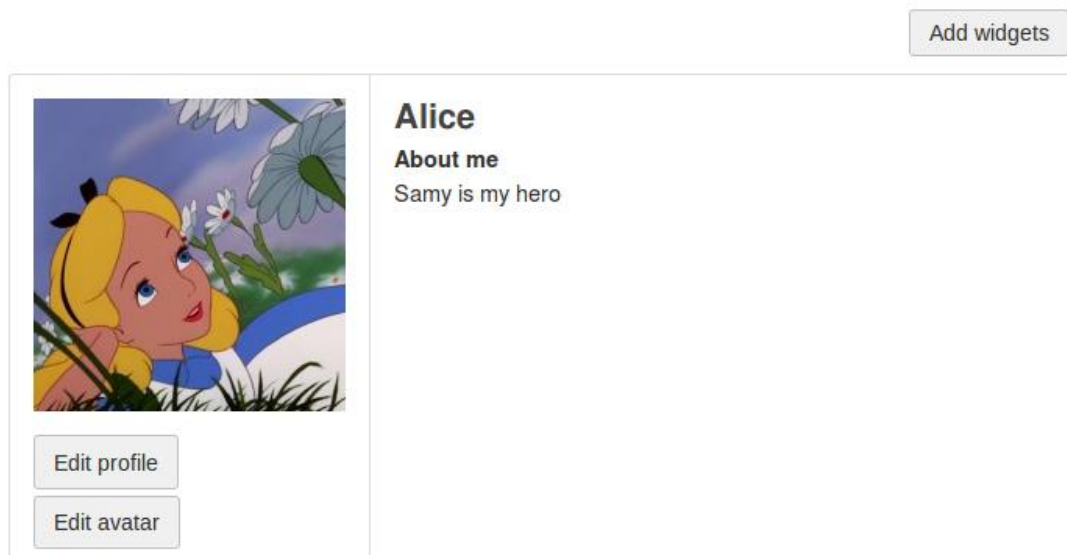 Add widgets
Alice
About me
Samy is my hero
Edit profile
Edit avatar